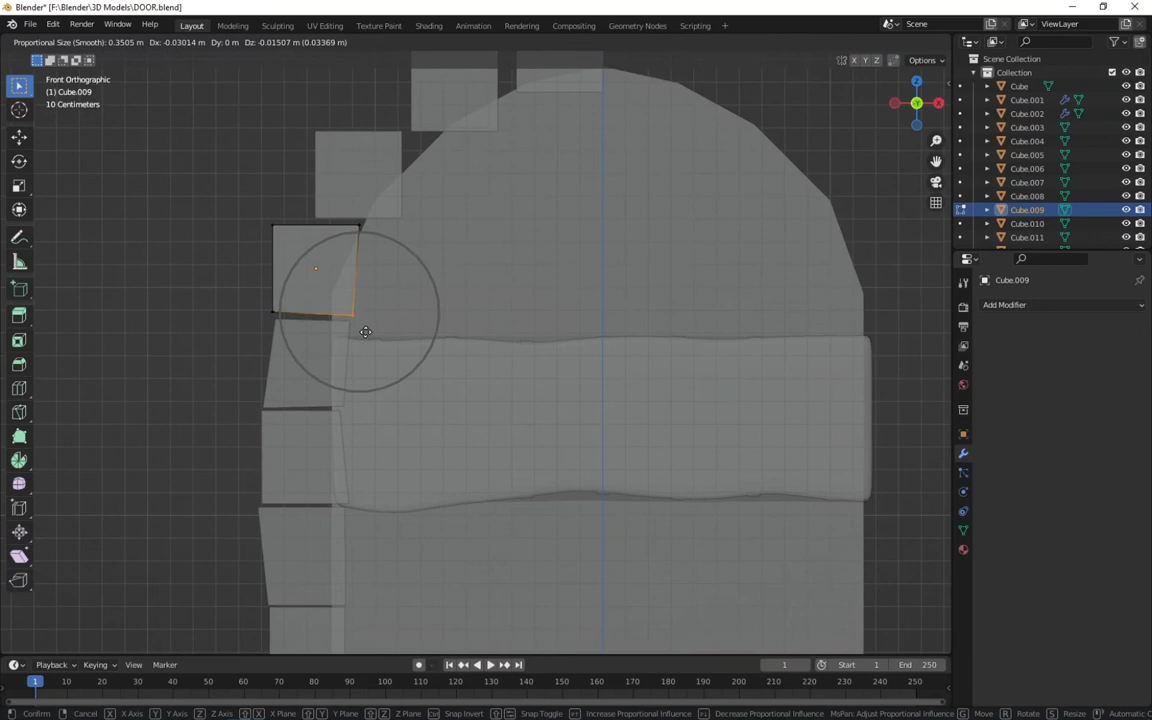 Blender* [F:\Blender\3D Models\DOOR.blend]
File Edit Render Window Help Layout Modeling Sculpting UV Editing Texture Paint Shading Animation Rendering Compositing Geometry Nodes Scripting + Scene ViewLayer
Proportional Size (Smooth): 0.3505 m Dx: -0.03014 m Dy: 0 m Dz: -0.01507 m (0.03369 m)
X Y Z Options
Front Orthographic
(1) Cube.009
10 Centimeters
Z
X
Y
Scene Collection
Collection
Cube
Cube.001
Cube.002
Cube.003
Cube.004
Cube.005
Cube.006
Cube.007
Cube.008
Cube.009
Cube.010
Cube.011
Cube.009
Add Modifier
Playback Keying View Marker 1 Start 1 End 250
1 10 20 30 40 50 60 70 80 90 100 110 120 130 140 150 160 170 180 190 200 210 220 230 240 250
Confirm Cancel X X Axis Y Y Axis Z Z Axis X X Plane Y Y Plane Z Z Plane Snap Invert Snap Toggle Increase Proportional Influence Decrease Proportional Influence MsPan: Adjust Proportional Influence G Move R Rotate S Resize Automatic C